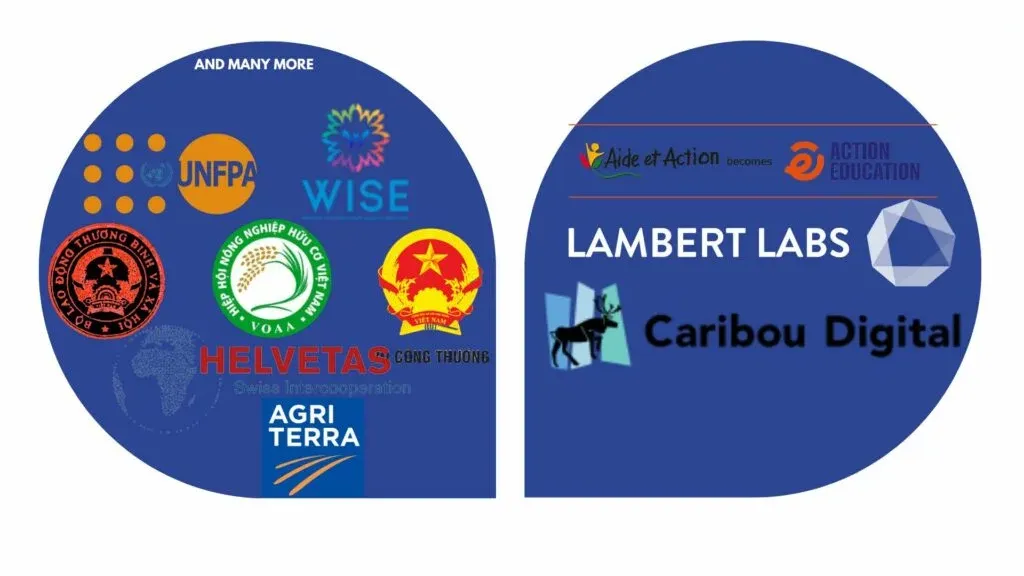 AND MANY MORE
UNFPA
WISE
BỘ LAO ĐỘNG THƯƠNG BINH VÀ XÃ HỘI
HIỆP HỘI NÔNG NGHIỆP HỮU CƠ VIỆT NAM
VOAA
VIỆT NAM
HELVETAS
CÔNG THƯƠNG
Swiss Intercooperation
AGRI
TERRA
Aide et Action becomes
ACTION
EDUCATION
LAMBERT LABS
Caribou Digital